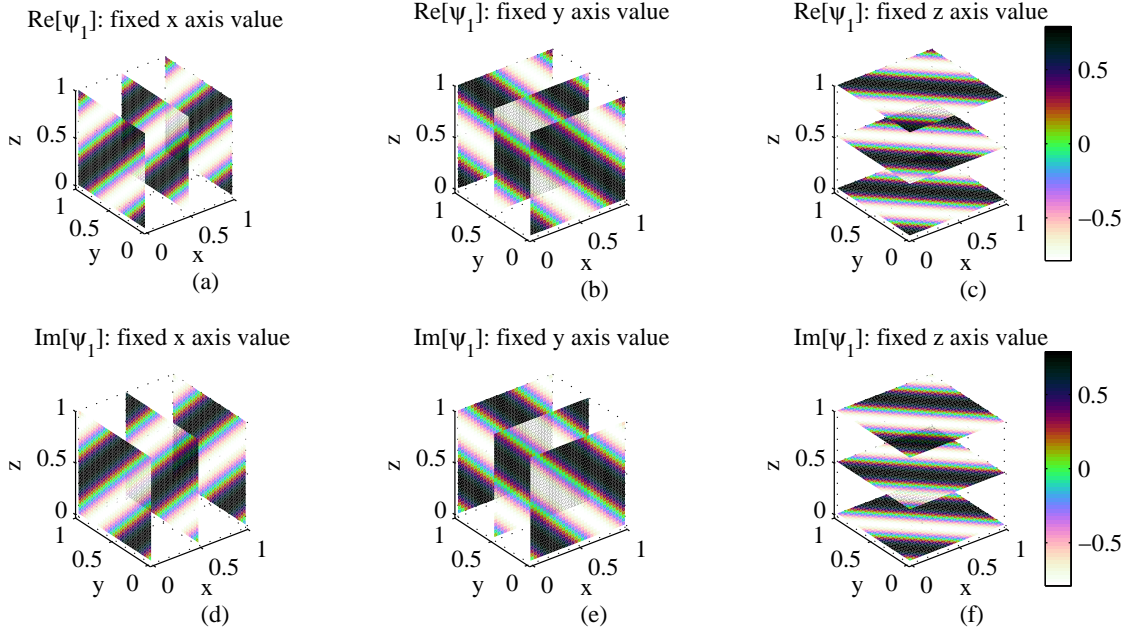 Re[ψ1]: fixed x axis value
Re[ψ1]: fixed y axis value
Re[ψ1]: fixed z axis value
1
0.5
0
z
1
0.5
0
y
0
0.5
1
x
(a)
1
0.5
0
z
1
0.5
0
y
0
0.5
1
x
(b)
1
0.5
0
z
1
0.5
0
y
0
0.5
1
x
(c)
0.5
0
−0.5
Im[ψ1]: fixed x axis value
Im[ψ1]: fixed y axis value
Im[ψ1]: fixed z axis value
1
0.5
0
z
1
0.5
0
y
0
0.5
1
x
(d)
1
0.5
0
z
1
0.5
0
y
0
0.5
1
x
(e)
1
0.5
0
z
1
0.5
0
y
0
0.5
1
x
(f)
0.5
0
−0.5